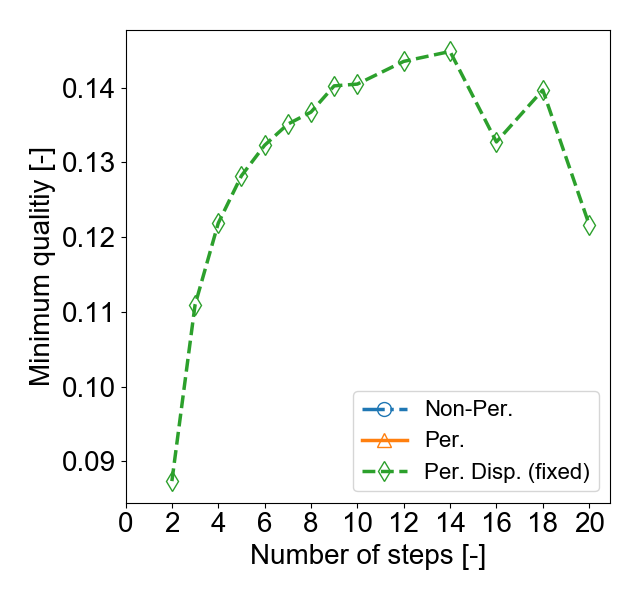 0.14
0.13
0.12
0.11
0.10
0.09
Minimum qualitiy [-]
0 2 4 6 8 10 12 14 16 18 20
Number of steps [-]
Non-Per.
Per.
Per. Disp. (fixed)